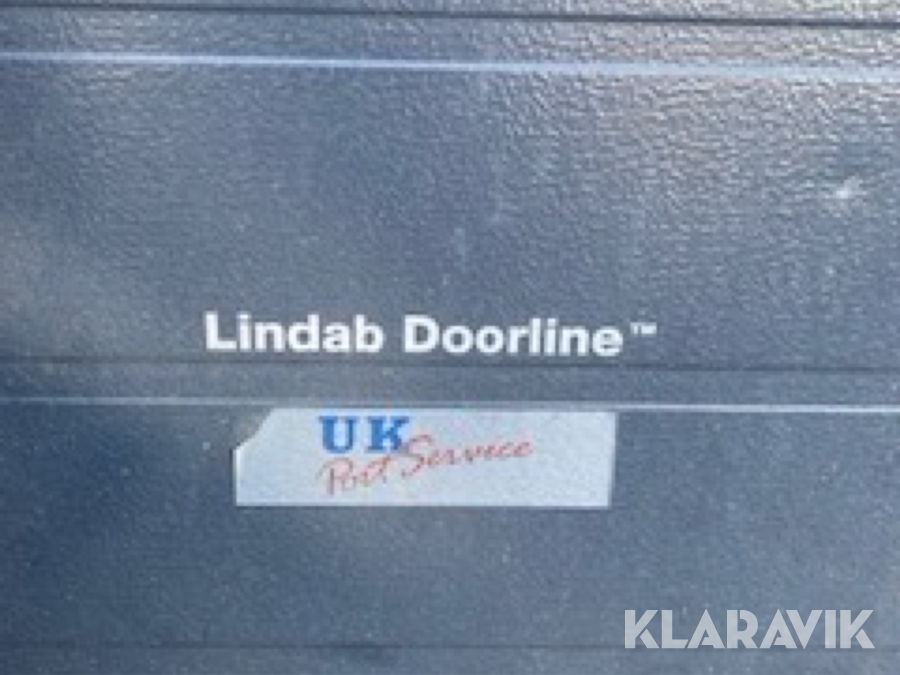 Lindab Doorline™
UK
Port Service
KLARAVIK